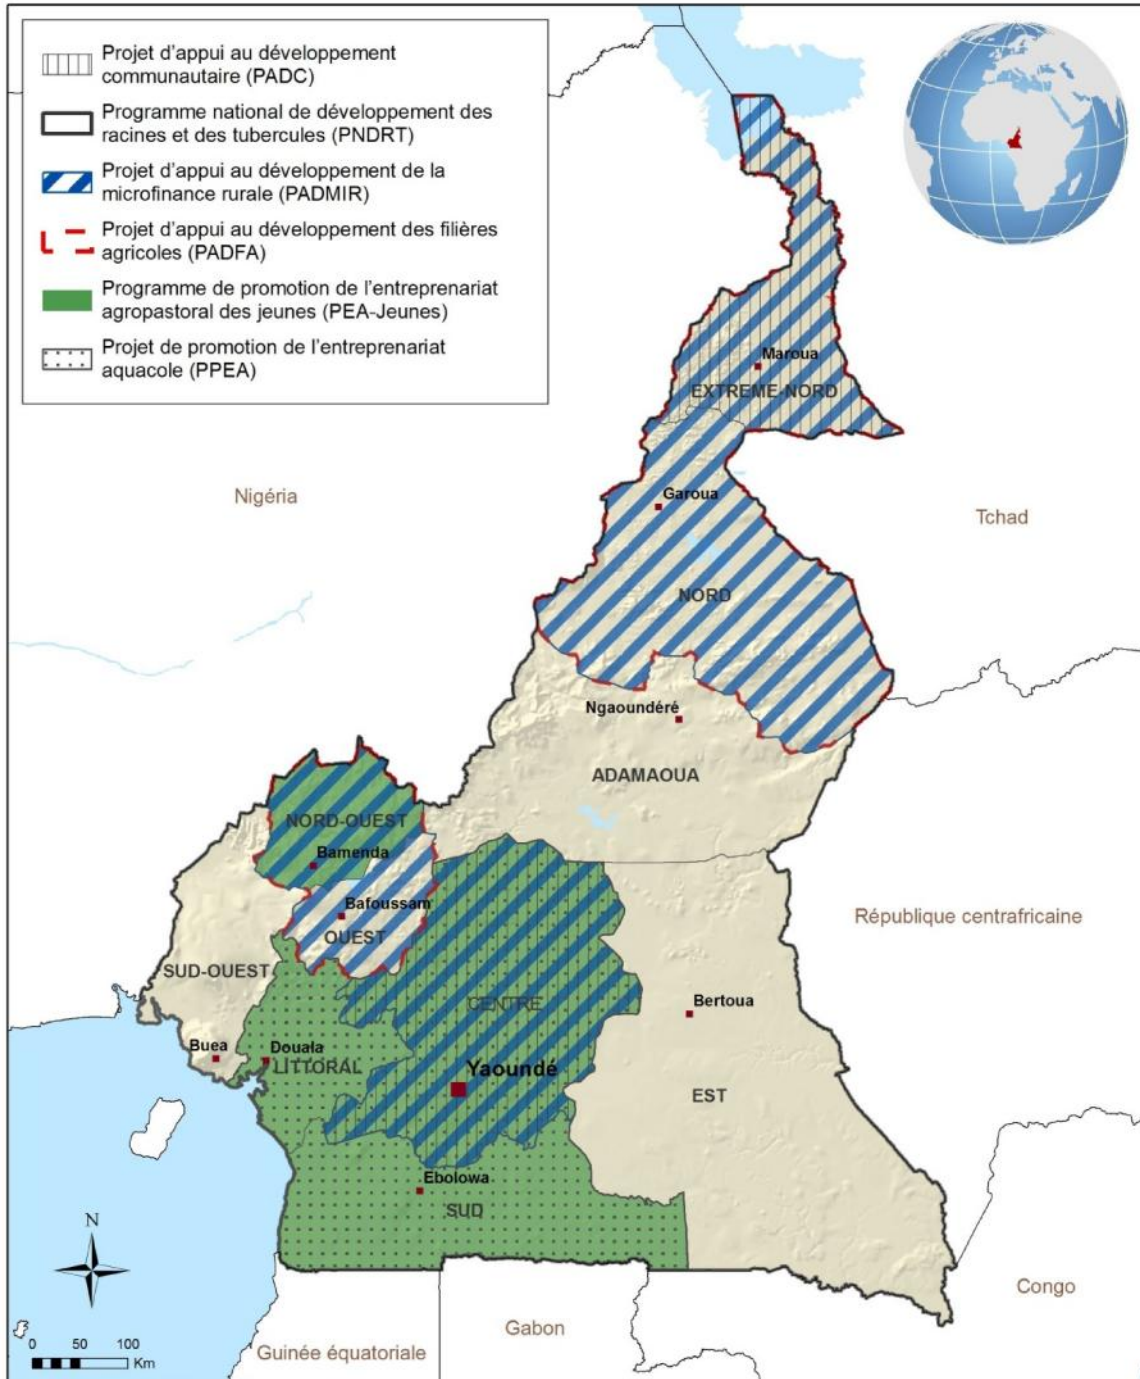 Projet d'appui au développement
communautaire (PADC)
Programme national de développement des
racines et des tubercules (PNDRT)
Projet d'appui au développement de la
microfinance rurale (PADMIR)
Projet d'appui au développement des filières
agricoles (PADFA)
Programme de promotion de l'entreprenariat
agropastoral des jeunes (PEA-Jeunes)
Projet de promotion de l'entreprenariat
aquacole (PPEA)
Maroua
EXTREME-NORD
Nigéria
Garoua
Tchad
NORD
Ngaoundéré
ADAMAOUA
NORD-OUEST
Bamenda
Bafoussam
République centrafricaine
OUEST
SUD-OUEST
CENTRE
Bertoua
Buea
Douala
LITTORAL
Yaoundé
EST
Ebolowa
SUD
N
Congo
Gabon
Guinée équatoriale
0 50 100
Km